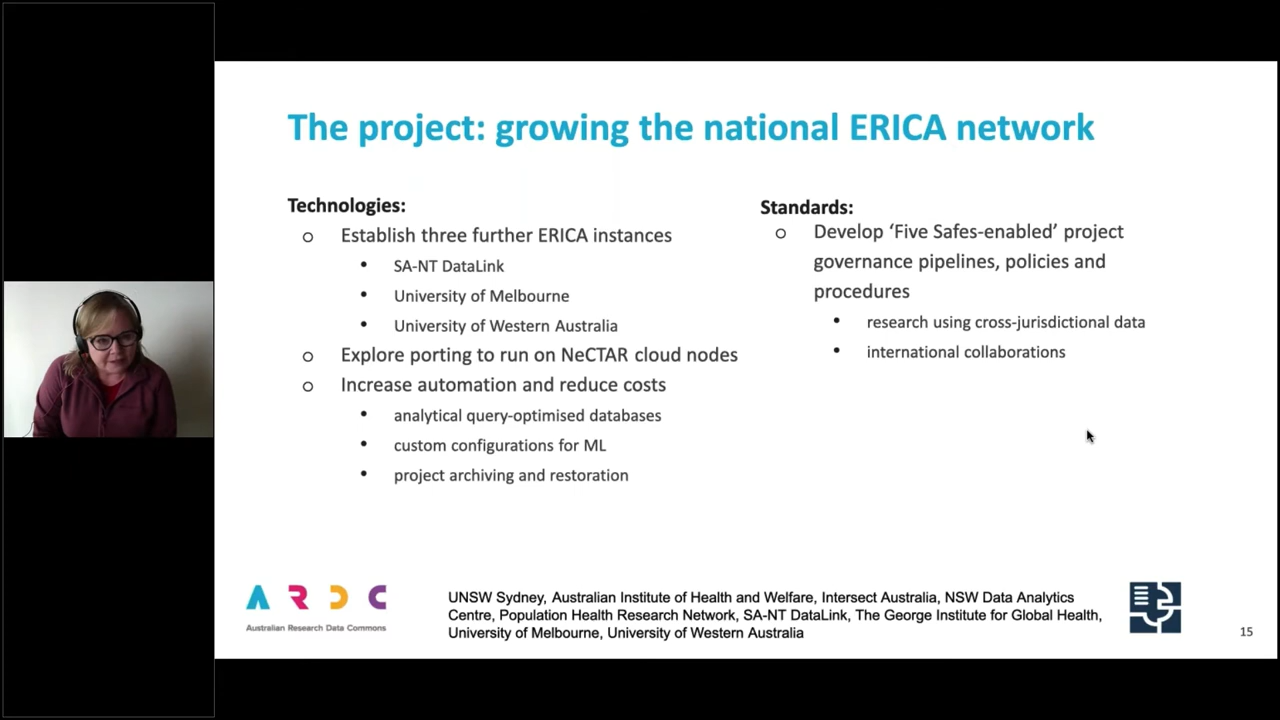 The project: growing the national ERICA network
Technologies:
o Establish three further ERICA instances
• SA-NT DataLink
• University of Melbourne
• University of Western Australia
o Explore porting to run on NeCTAR cloud nodes
o Increase automation and reduce costs
• analytical query-optimised databases
• custom configurations for ML
• project archiving and restoration
Standards:
o Develop ‘Five Safes-enabled’ project
governance pipelines, policies and
procedures
• research using cross-jurisdictional data
• international collaborations
ARDC
Australian Research Data Commons
UNSW Sydney, Australian Institute of Health and Welfare, Intersect Australia, NSW Data Analytics
Centre, Population Health Research Network, SA-NT DataLink, The George Institute for Global Health,
University of Melbourne, University of Western Australia
15